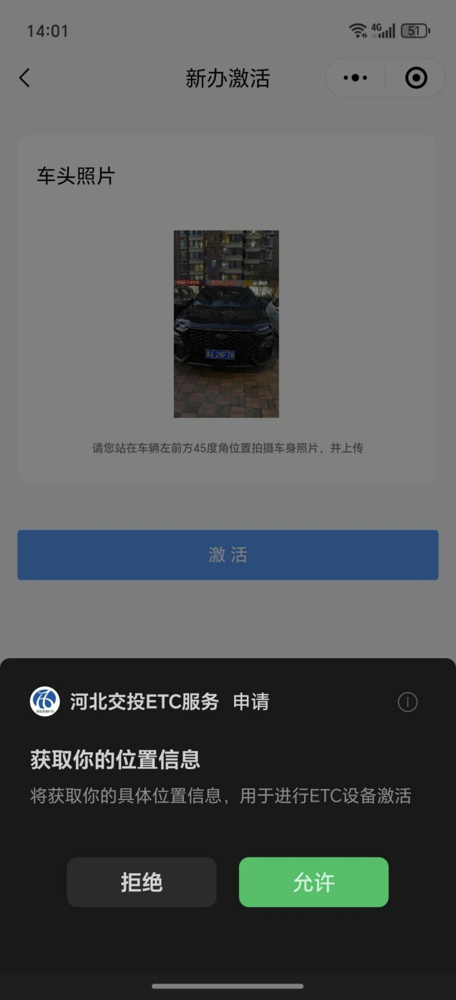 14:01
4G
51
新办激活
车头照片
A 2NF78
请您站在车辆左前方45度角位置拍摄车身照片，并上传
激 活
河北交投ETC服务 申请
获取你的位置信息
将获取你的具体位置信息，用于进行ETC设备激活
拒绝
允许